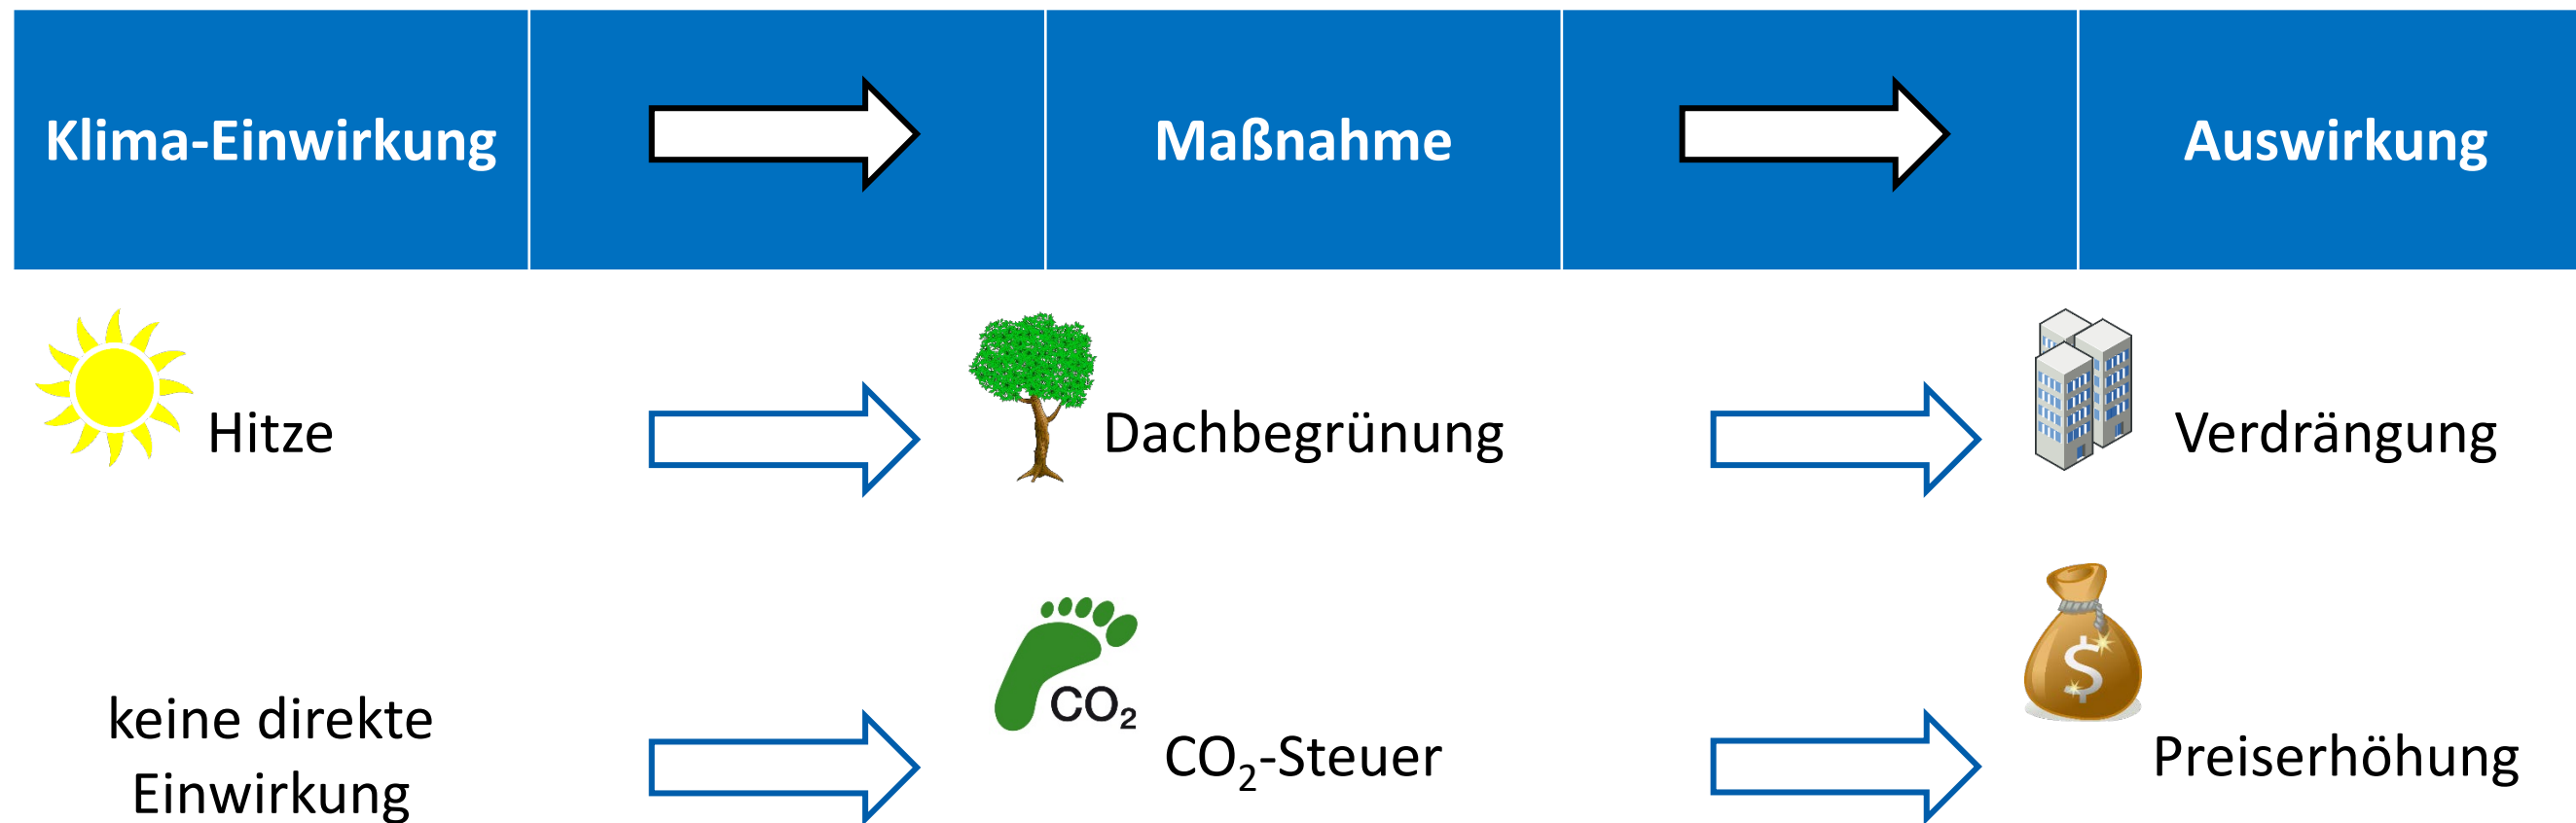 Klima-Einwirkung
Maßnahme
Auswirkung
Hitze
Dachbegrünung
Verdrängung
keine direkte
Einwirkung
CO₂
CO₂-Steuer
$
Preiserhöhung